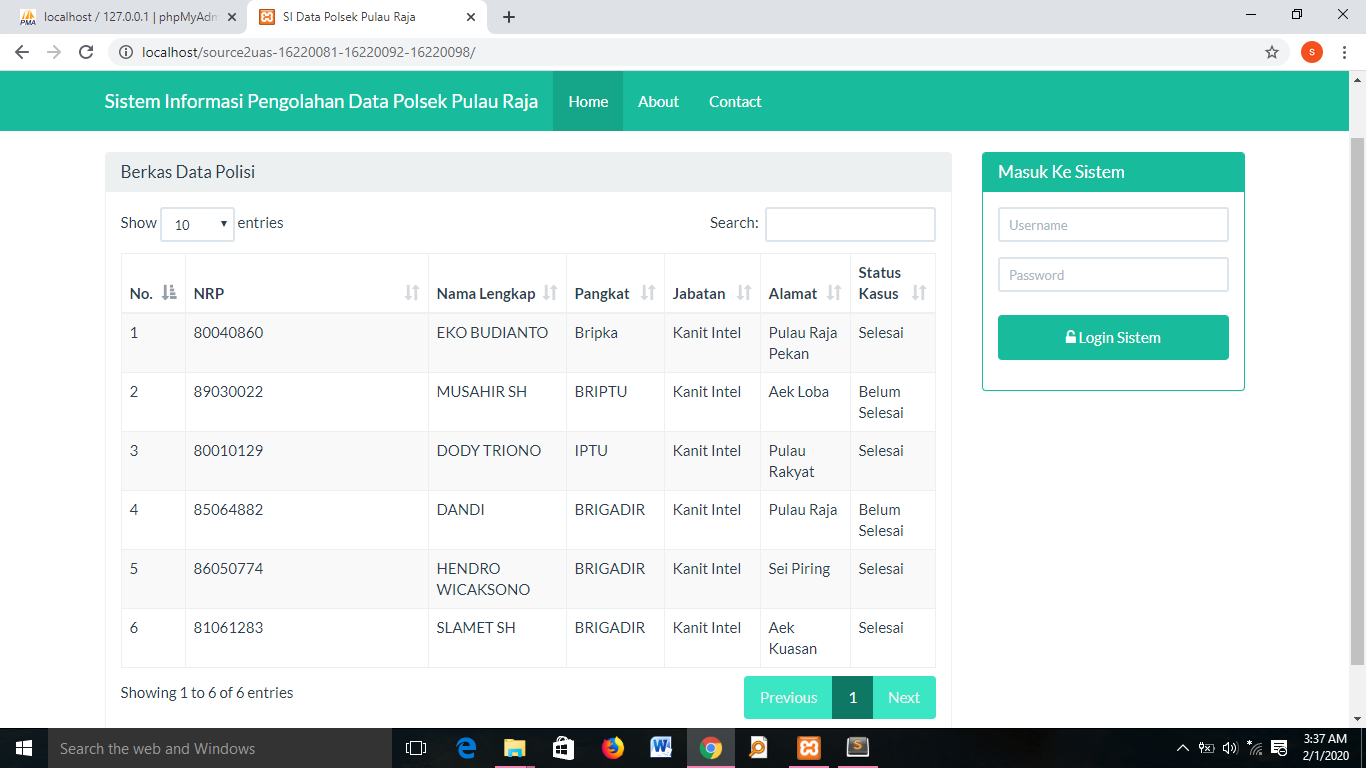 localhost / 127.0.0.1 | phpMyAdm
SI Data Polsek Pulau Raja
localhost/source2uas-16220081-16220092-16220098/
s
Sistem Informasi Pengolahan Data Polsek Pulau Raja
Home
About
Contact
Berkas Data Polisi
Show 10 entries
Search:
No. NRP Nama Lengkap Pangkat Jabatan Alamat Status Kasus
1 80040860 EKO BUDIANTO Bripka Kanit Intel Pulau Raja Pekan Selesai
2 89030022 MUSAHIR SH BRIPTU Kanit Intel Aek Loba Belum Selesai
3 80010129 DODY TRIONO IPTU Kanit Intel Pulau Rakyat Selesai
4 85064882 DANDI BRIGADIR Kanit Intel Pulau Raja Belum Selesai
5 86050774 HENDRO WICAKSONO BRIGADIR Kanit Intel Sei Piring Selesai
6 81061283 SLAMET SH BRIGADIR Kanit Intel Aek Kuasan Selesai
Showing 1 to 6 of 6 entries
Previous 1 Next
Masuk Ke Sistem
Username
Password
Login Sistem
Search the web and Windows
3:37 AM
2/1/2020